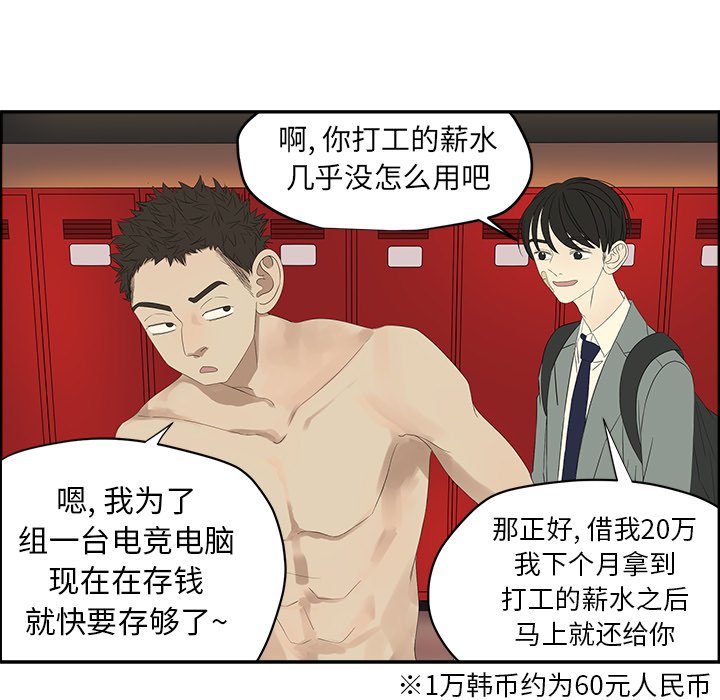 啊, 你打工的薪水
几乎没怎么用吧
嗯, 我为了
组一台电竞电脑
现在在存钱
就快要存够了~
那正好, 借我20万
我下个月拿到
打工的薪水之后
马上就还给你
※1万韩币约为60元人民币